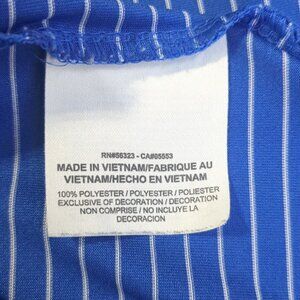 RN#56323 - CA#05553
MADE IN VIETNAM/FABRIQUE AU
VIETNAM/HECHO EN VIETNAM
100% POLYESTER / POLYESTER / POLIESTER
EXCLUSIVE OF DECORATION / DECORATION
NON COMPRISE / NO INCLUYE LA
DECORACION